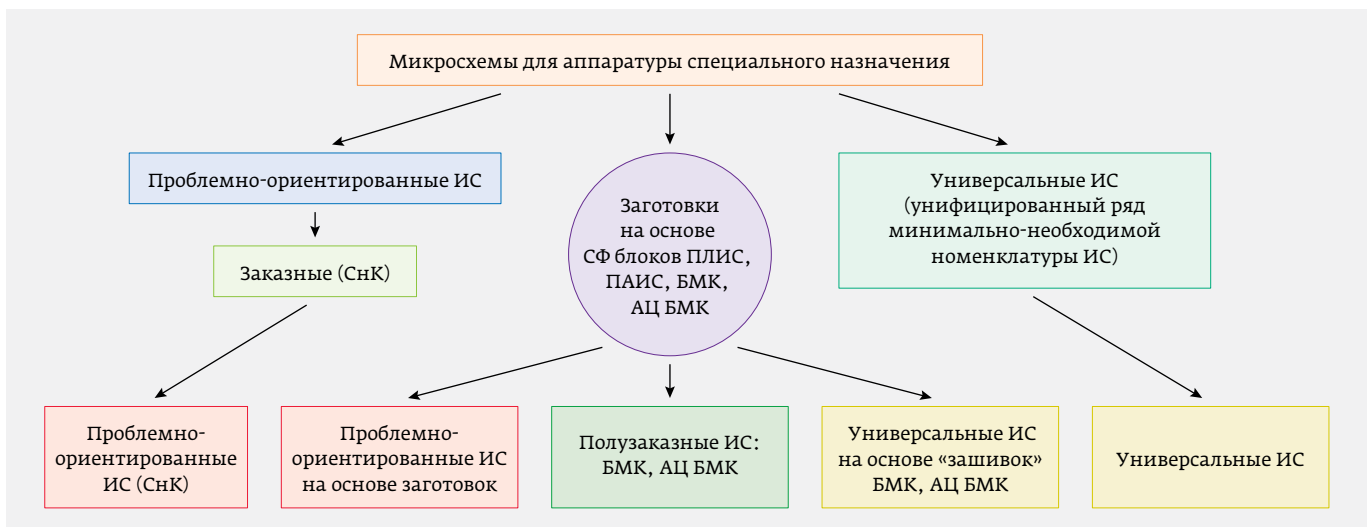 Микросхемы для аппаратуры специального назначения
Проблемно-ориентированные ИС
Заготовки
на основе
СФ блоков ПЛИС,
ПАИС, БМК,
АЦ БМК
Универсальные ИС
(унифицированный ряд
минимально-необходимой
номенклатуры ИС)
Заказные (СнК)
Проблемно-
ориентированные
ИС (СнК)
Проблемно-
ориентированные ИС
на основе заготовок
Полузаказные ИС:
БМК, АЦ БМК
Универсальные ИС
на основе «зашивок»
БМК, АЦ БМК
Универсальные ИС